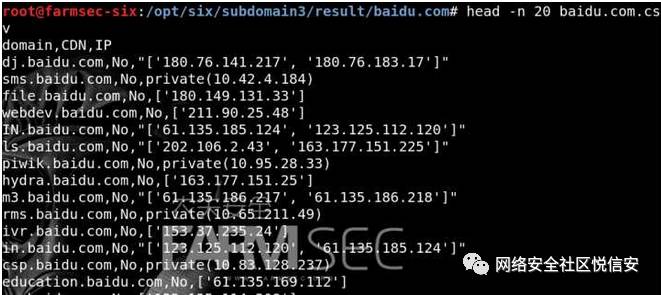 root@farmsec-six:/opt/six/subdomain3/result/baidu.com# head -n 20 baidu.com.cs
v
domain,CDN,IP
dj.baidu.com,No,"['180.76.141.217', '180.76.183.17']"
sms.baidu.com,No,private(10.42.4.184)
file.baidu.com,No,['180.149.131.33']
webdev.baidu.com,No,['211.90.25.48']
IN.baidu.com,No,"['61.135.185.124', '123.125.112.120']"
ls.baidu.com,No,"['202.106.2.43', '163.177.151.225']"
piwik.baidu.com,No,private(10.95.28.33)
hydra.baidu.com,No,['163.177.151.25']
m3.baidu.com,No,"['61.135.186.217', '61.135.186.218']"
rms.baidu.com,No,private(10.65.211.49)
ivr.baidu.com,No,['153.37.235.24']
in.baidu.com,No,"['123.125.112.120', '61.135.185.124']"
csp.baidu.com,No,private(10.83.128.237)
education.baidu.com,No,['61.135.169.112']
FARMSEC
网络安全社区悦信安